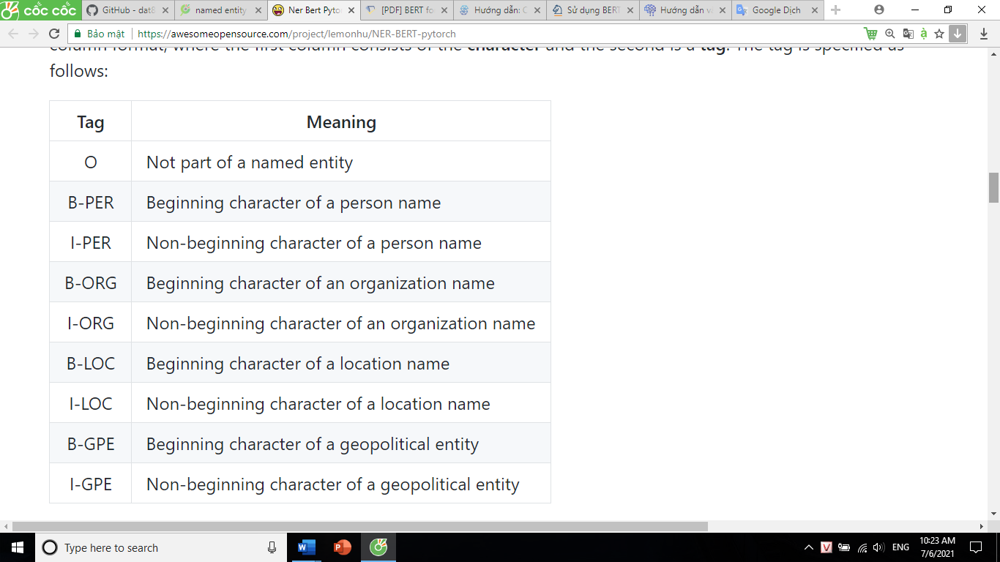 cốc cốc
GitHub - dat8
named entity
Ner Bert Pyto
[PDF] BERT fo
Hướng dẫn: C
Sử dụng BERT
Hướng dẫn v
Google Dịch
Bảo mật
https://awesomeopensource.com/project/lemonhu/NER-BERT-pytorch
column format, where the first column consists of the character and the second is a tag. The tag is specified as
follows:
Tag Meaning
O Not part of a named entity
B-PER Beginning character of a person name
I-PER Non-beginning character of a person name
B-ORG Beginning character of an organization name
I-ORG Non-beginning character of an organization name
B-LOC Beginning character of a location name
I-LOC Non-beginning character of a location name
B-GPE Beginning character of a geopolitical entity
I-GPE Non-beginning character of a geopolitical entity
Type here to search
ENG
10:23 AM
7/6/2021